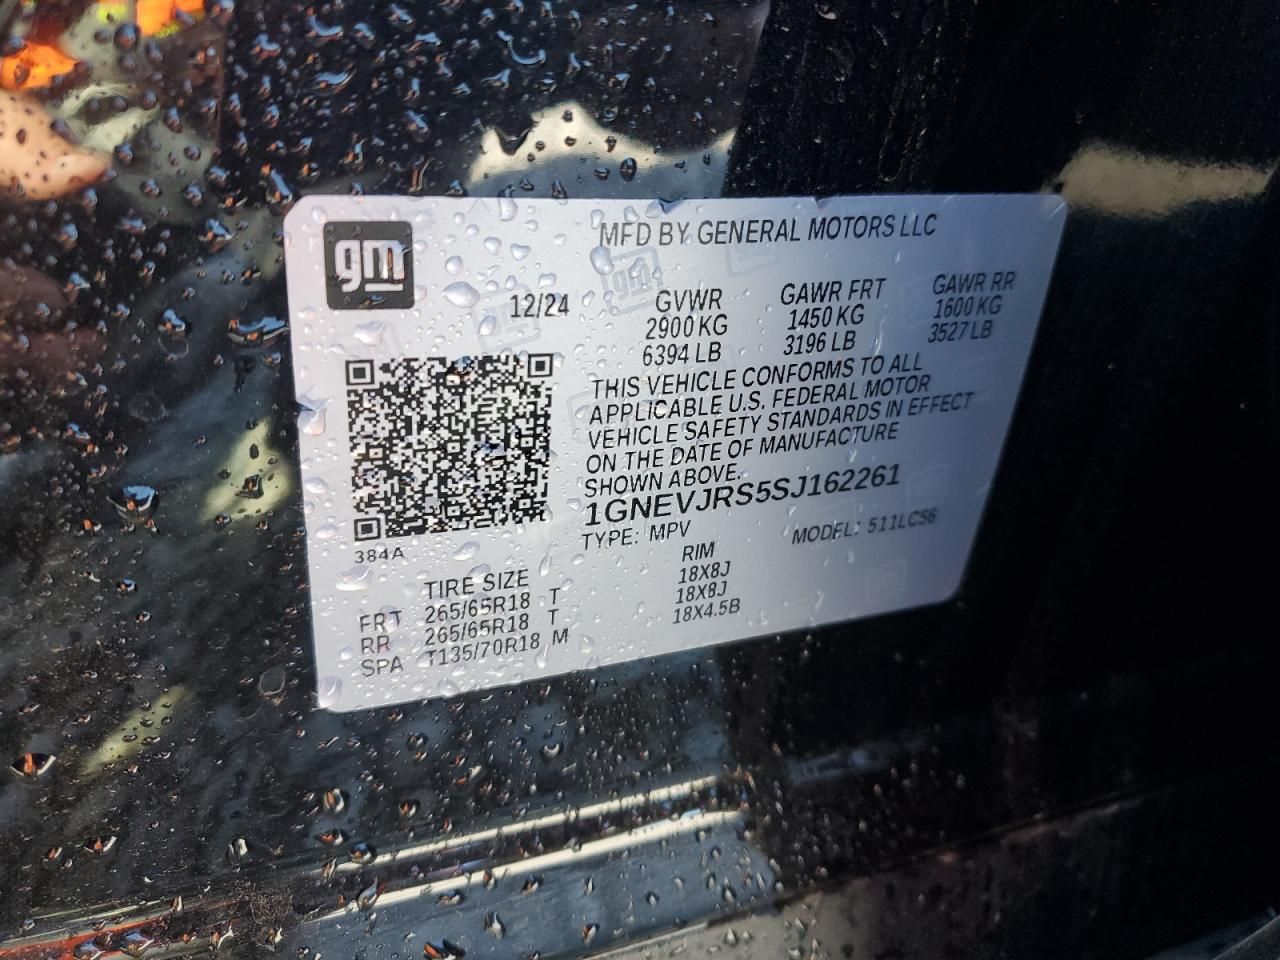 gm
MFD BY GENERAL MOTORS LLC
12/24 GVWR GAWR FRT GAWR RR
2900 KG 1450 KG 1600 KG
6394 LB 3196 LB 3527 LB
THIS VEHICLE CONFORMS TO ALL
APPLICABLE U.S. FEDERAL MOTOR
VEHICLE SAFETY STANDARDS IN EFFECT
ON THE DATE OF MANUFACTURE
SHOWN ABOVE.
1GNEVJRS5SJ162261
TYPE: MPV MODEL: 511LC56
384A
TIRE SIZE RIM
FRT 265/65R18 T 18X8J
RR 265/65R18 T 18X8J
SPA T135/70R18 M 18X4.5B